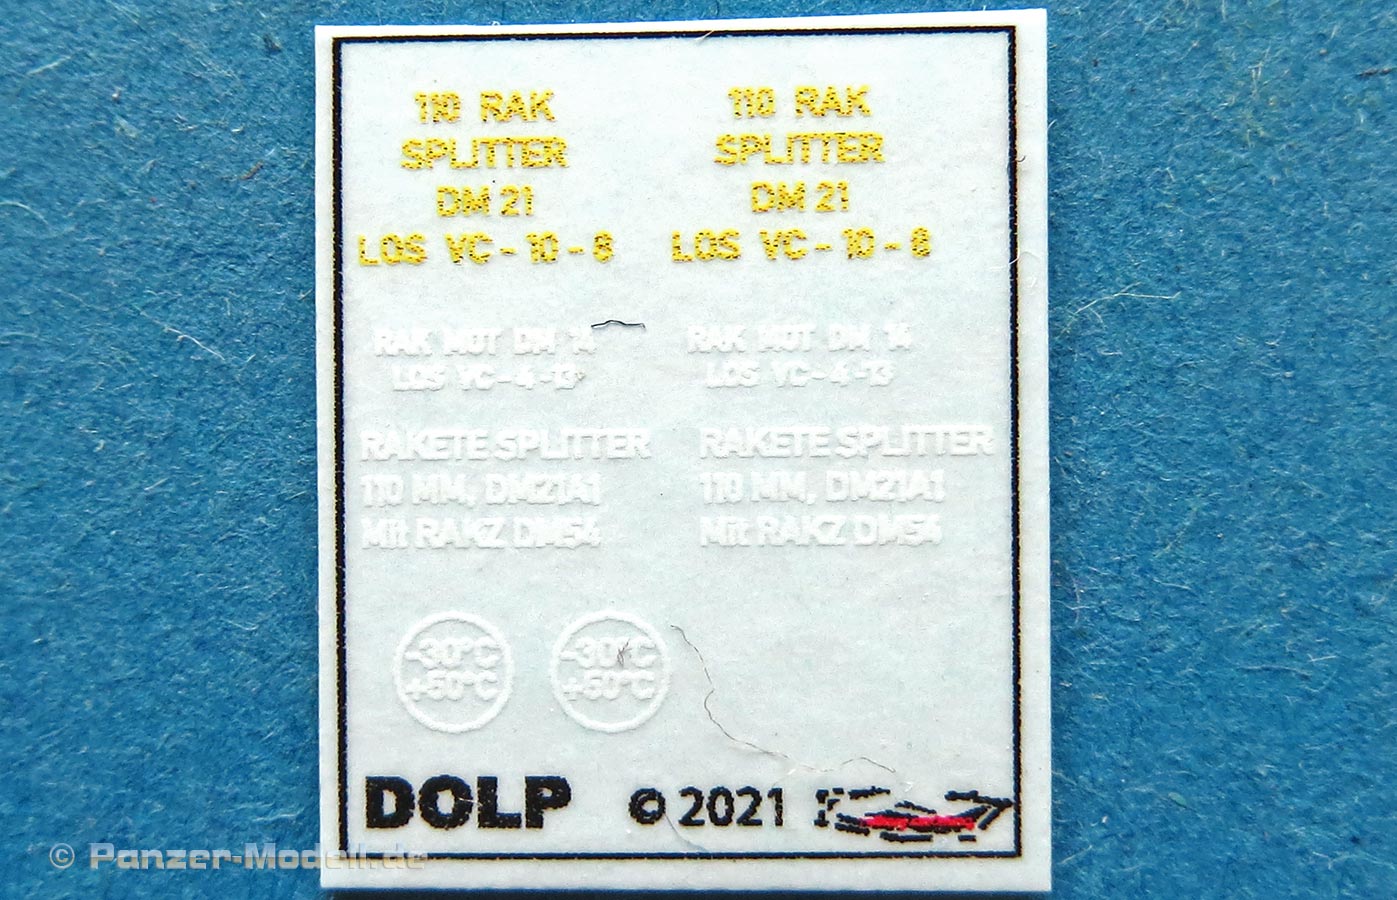 110 RAK
SPLITTER
DM 21
LOS VC - 10 - 8
110 RAK
SPLITTER
DM 21
LOS VC - 10 - 8
RAK MOT DM 14
LOS VC - 4 - 13
RAK MOT DM 14
LOS VC - 4 - 13
RAKETE SPLITTER
110 MM, DM21A1
Mit RAKZ DM54
RAKETE SPLITTER
110 MM, DM21A1
Mit RAKZ DM54
-30°C
+50°C
-30°C
+50°C
DOLP © 2021
© Panzer-Modell.de